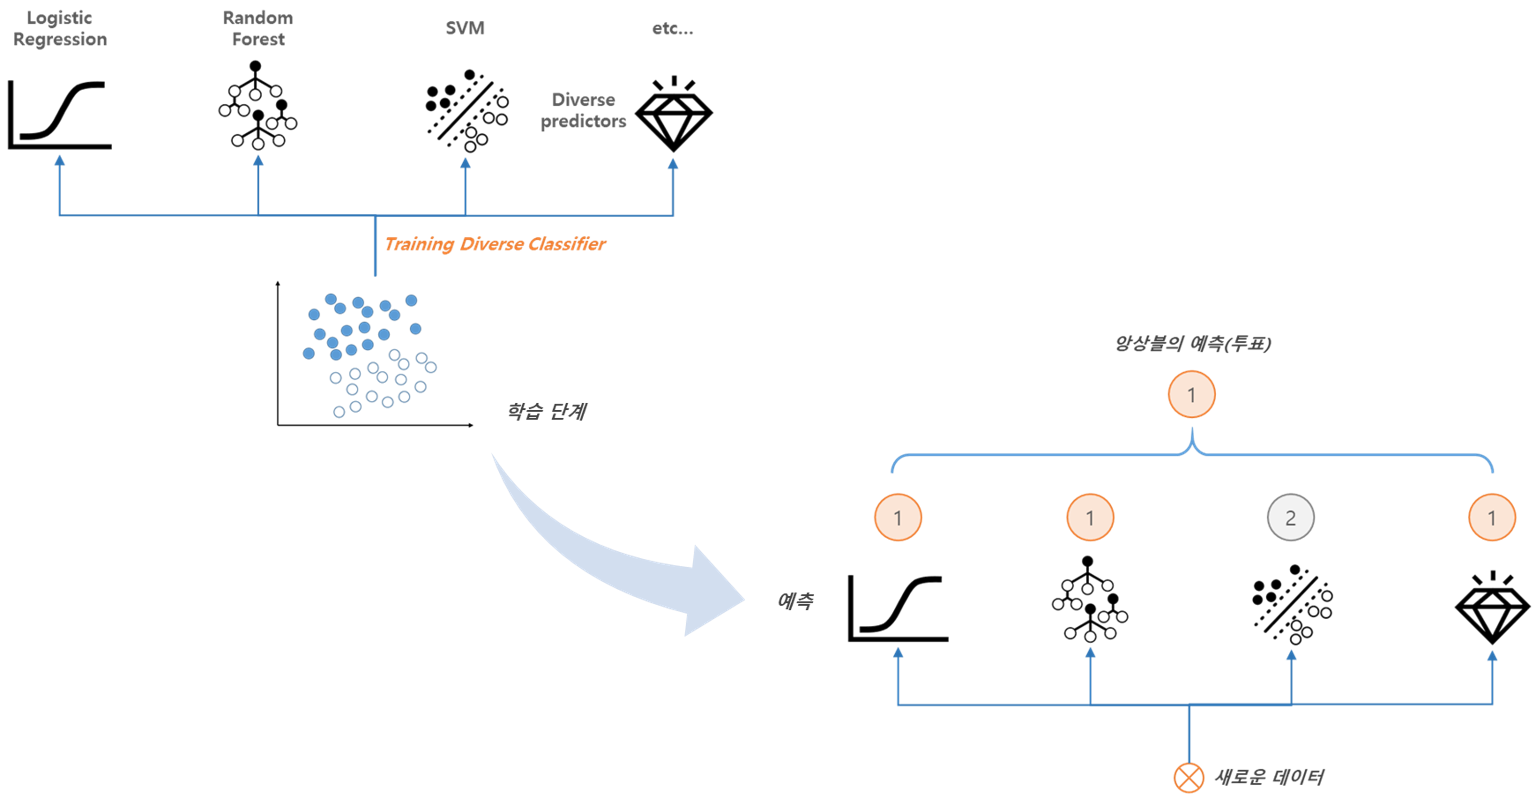 Logistic
Regression
Random
Forest
SVM
etc...
Diverse
predictors
Training Diverse Classifier
학습 단계
앙상블의 예측(투표)
1
1
1
2
1
예측
새로운 데이터